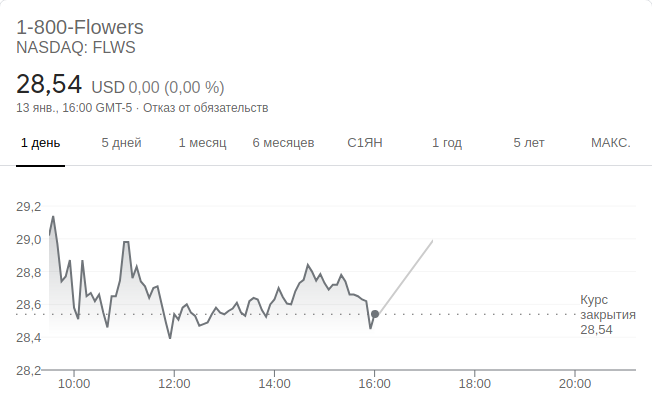 1-800-Flowers
NASDAQ: FLWS
28,54 USD 0,00 (0,00 %)
13 янв., 16:00 GMT-5 · Отказ от обязательств
1 день 5 дней 1 месяц 6 месяцев С1ЯН 1 год 5 лет МАКС.
29,2
29,0
28,8
28,6
28,4
28,2
Курс
закрытия
28,54
10:00 12:00 14:00 16:00 18:00 20:00